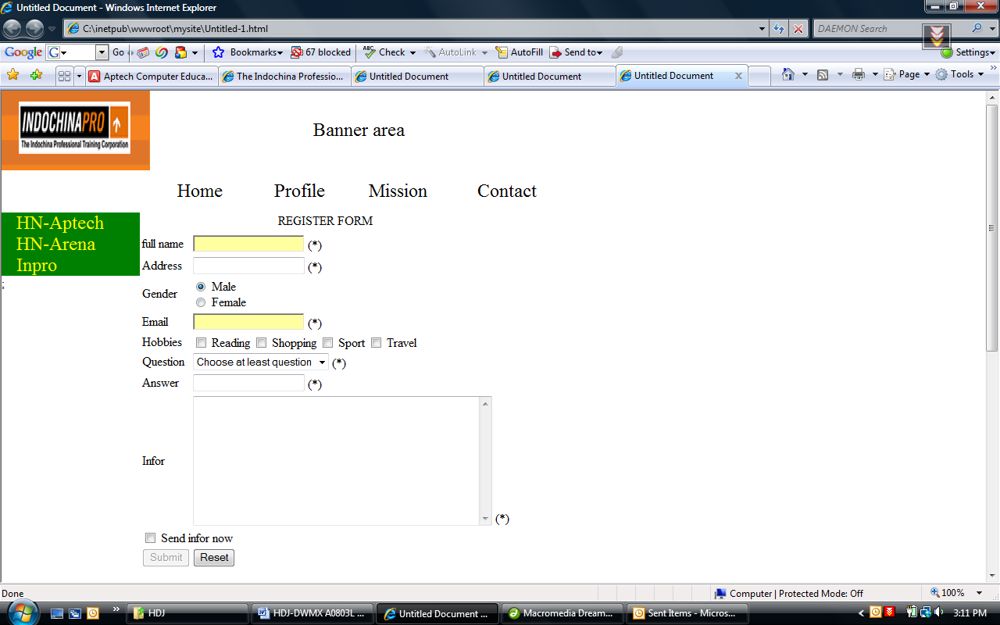 Untitled Document - Windows Internet Explorer
C:\inetpub\wwwroot\mysite\Untitled-1.html
DAEMON Search
Google G Go Bookmarks 67 blocked ABC Check AutoLink AutoFill Send to Settings
Aptech Computer Educa... The Indochina Professio... Untitled Document Untitled Document Untitled Document Page Tools
INDOCHINAPRO
The Indochina Professional Training Corporation
Banner area
Home Profile Mission Contact
HN-Aptech
HN-Arena
Inpro
;
REGISTER FORM
full name (*)
Address (*)
Gender Male
Female
Email (*)
Hobbies Reading Shopping Sport Travel
Question Choose at least question (*)
Answer (*)
Infor (*)
Send infor now
Submit Reset
Done Computer | Protected Mode: Off 100%
HDJ HDJ-DWMX A0803L ... Untitled Document ... Macromedia Dream... Sent Items - Micros... 3:11 PM